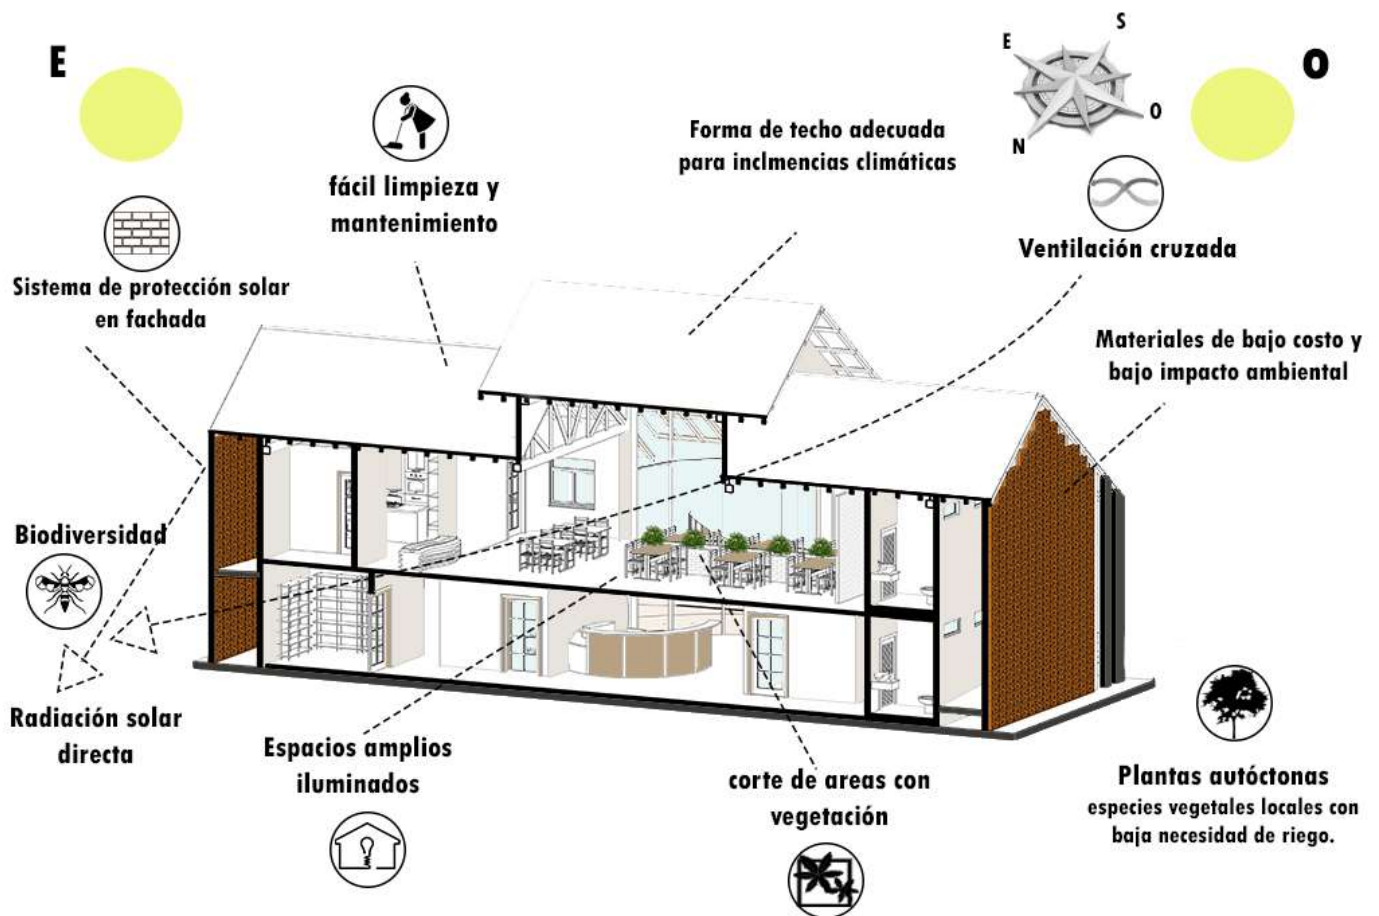 E
S
E
O
O
N
Forma de techo adecuada
para inclmencias climáticas
fácil limpieza y
mantenimiento
Ventilación cruzada
Sistema de protección solar
en fachada
Materiales de bajo costo y
bajo impacto ambiental
Biodiversidad
Radiación solar
directa
Espacios amplios
iluminados
corte de areas con
vegetación
Plantas autóctonas
especies vegetales locales con
baja necesidad de riego.